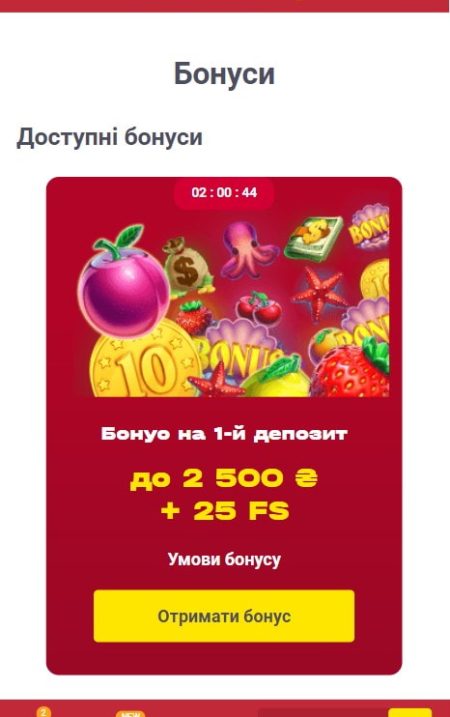 Бонуси
Доступні бонуси
02 : 00 : 44
BONU
10
BONUS
Бонус на 1-й депозит
до 2 500 ₴
+ 25 FS
Умови бонусу
Отримати бонус
2
NEW